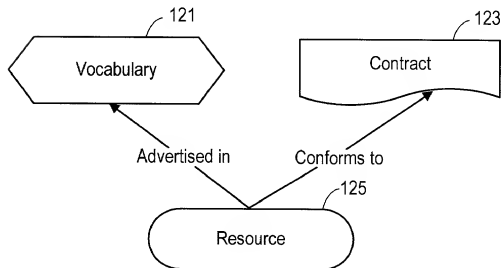 121
123
Vocabulary
Contract
Advertised in
Conforms to
125
Resource